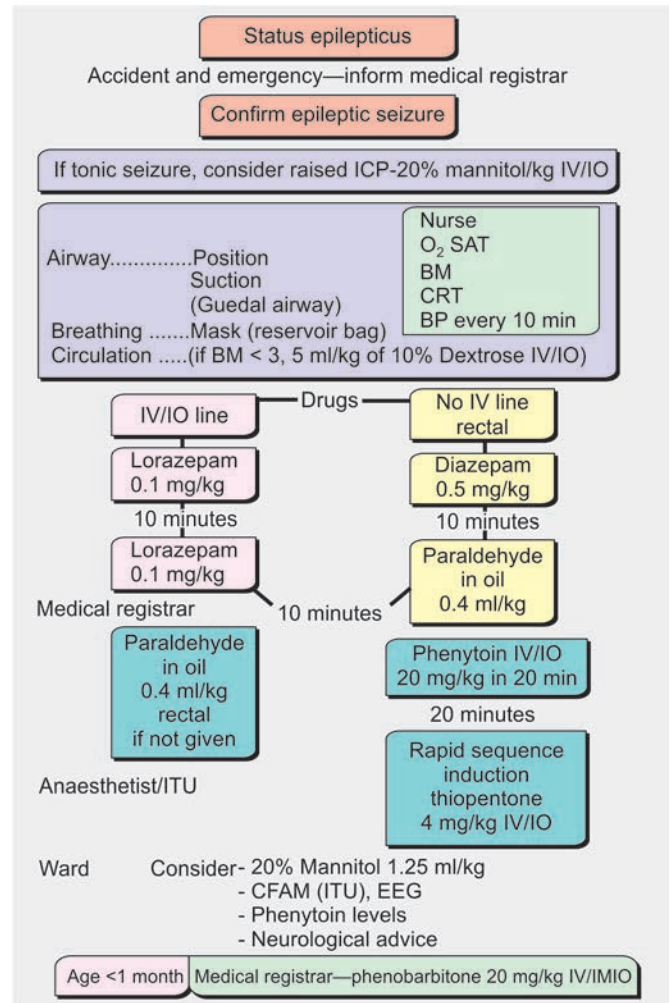 Status epilepticus
Accident and emergency—inform medical registrar
Confirm epileptic seizure
If tonic seizure, consider raised ICP-20% mannitol/kg IV/IO
Nurse
O₂ SAT
BM
CRT
BP every 10 min
Airway..............Position
Suction
(Guedal airway)
Breathing .......Mask (reservoir bag)
Circulation .....(if BM < 3, 5 ml/kg of 10% Dextrose IV/IO)
Drugs
IV/IO line
No IV line
rectal
Lorazepam
0.1 mg/kg
Diazepam
0.5 mg/kg
10 minutes
10 minutes
Lorazepam
0.1 mg/kg
Paraldehyde
in oil
0.4 ml/kg
Medical registrar
10 minutes
Paraldehyde
in oil
0.4 ml/kg
rectal
if not given
Phenytoin IV/IO
20 mg/kg in 20 min
20 minutes
Rapid sequence
induction
thiopentone
4 mg/kg IV/IO
Anaesthetist/ITU
Ward Consider- 20% Mannitol 1.25 ml/kg
- CFAM (ITU), EEG
- Phenytoin levels
- Neurological advice
Age <1 month Medical registrar—phenobarbitone 20 mg/kg IV/IMIO